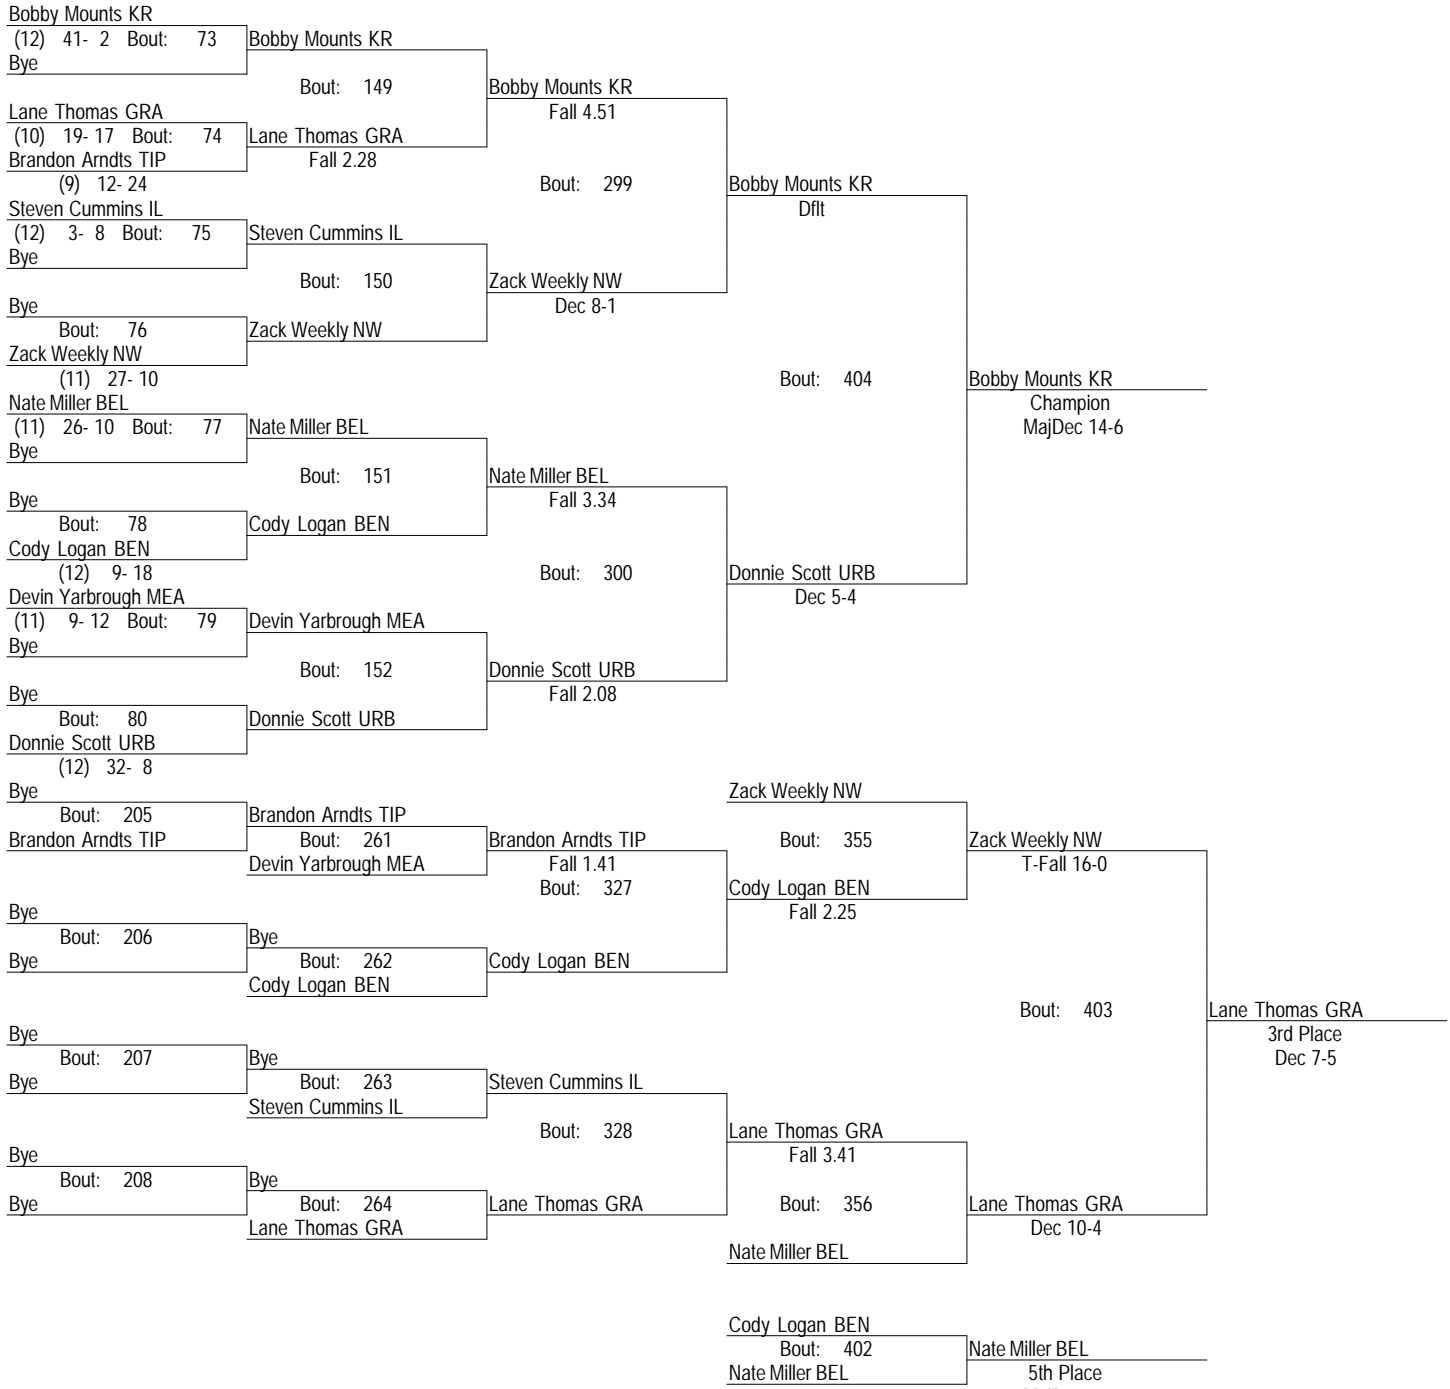 Bobby Mounts KR
(12) 41- 2 Bout: 73 Bobby Mounts KR
Bye
Bout: 149 Bobby Mounts KR
Lane Thomas GRA Fall 4.51
(10) 19- 17 Bout: 74 Lane Thomas GRA
Brandon Arndts TIP Fall 2.28
(9) 12- 24 Bout: 299 Bobby Mounts KR
Steven Cummins IL Dflt
(12) 3- 8 Bout: 75 Steven Cummins IL
Bye
Bout: 150 Zack Weekly NW
Bye Dec 8-1
Bout: 76 Zack Weekly NW
Zack Weekly NW
(11) 27- 10 Bout: 404 Bobby Mounts KR
Nate Miller BEL Champion
(11) 26- 10 Bout: 77 Nate Miller BEL MajDec 14-6
Bye
Bout: 151 Nate Miller BEL
Bye Fall 3.34
Bout: 78 Cody Logan BEN
Cody Logan BEN
(12) 9- 18 Bout: 300 Donnie Scott URB
Devin Yarbrough MEA Dec 5-4
(11) 9- 12 Bout: 79 Devin Yarbrough MEA
Bye
Bout: 152 Donnie Scott URB
Bye Fall 2.08
Bout: 80 Donnie Scott URB
Donnie Scott URB
(12) 32- 8
Bye Zack Weekly NW
Bout: 205 Brandon Arndts TIP
Brandon Arndts TIP Bout: 261 Brandon Arndts TIP Bout: 355 Zack Weekly NW
Devin Yarbrough MEA Fall 1.41 T-Fall 16-0
Bout: 327 Cody Logan BEN
Bye Fall 2.25
Bout: 206 Bye
Bye Bout: 262 Cody Logan BEN
Cody Logan BEN
Bout: 403 Lane Thomas GRA
Bye 3rd Place
Bout: 207 Bye Dec 7-5
Bye Bout: 263 Steven Cummins IL
Steven Cummins IL
Bout: 328 Lane Thomas GRA
Bye Fall 3.41
Bout: 208 Bye
Bye Bout: 264 Lane Thomas GRA Bout: 356 Lane Thomas GRA
Lane Thomas GRA Dec 10-4
Nate Miller BEL
Cody Logan BEN
Bout: 402 Nate Miller BEL
Nate Miller BEL 5th Place